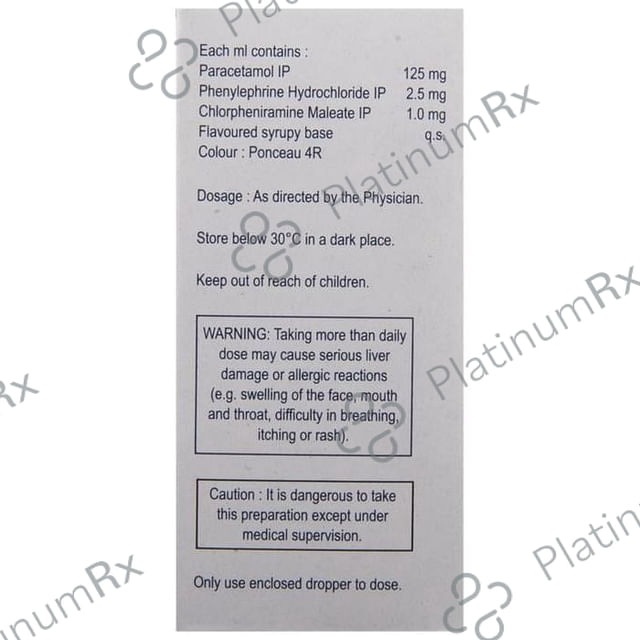 Each ml contains :
Paracetamol IP 125 mg
Phenylephrine Hydrochloride IP 2.5 mg
Chlorpheniramine Maleate IP 1.0 mg
Flavoured syrupy base q.s.
Colour : Ponceau 4R
Dosage : As directed by the Physician.
Store below 30°C in a dark place.
Keep out of reach of children.
WARNING: Taking more than daily
dose may cause serious liver
damage or allergic reactions
(e.g. swelling of the face, mouth
and throat, difficulty in breathing,
itching or rash).
Caution : It is dangerous to take
this preparation except under
medical supervision.
Only use enclosed dropper to dose.
Platinum
PlatinumRx
PlatinumRx
Rx
tinumRx
Platinum